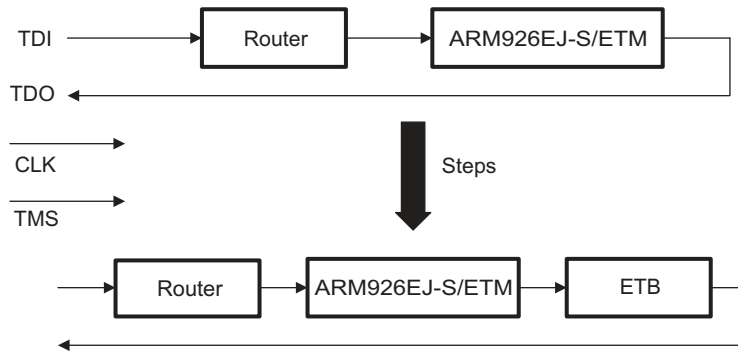 TDI
Router
ARM926EJ-S/ETM
TDO
CLK
Steps
TMS
Router
ARM926EJ-S/ETM
ETB